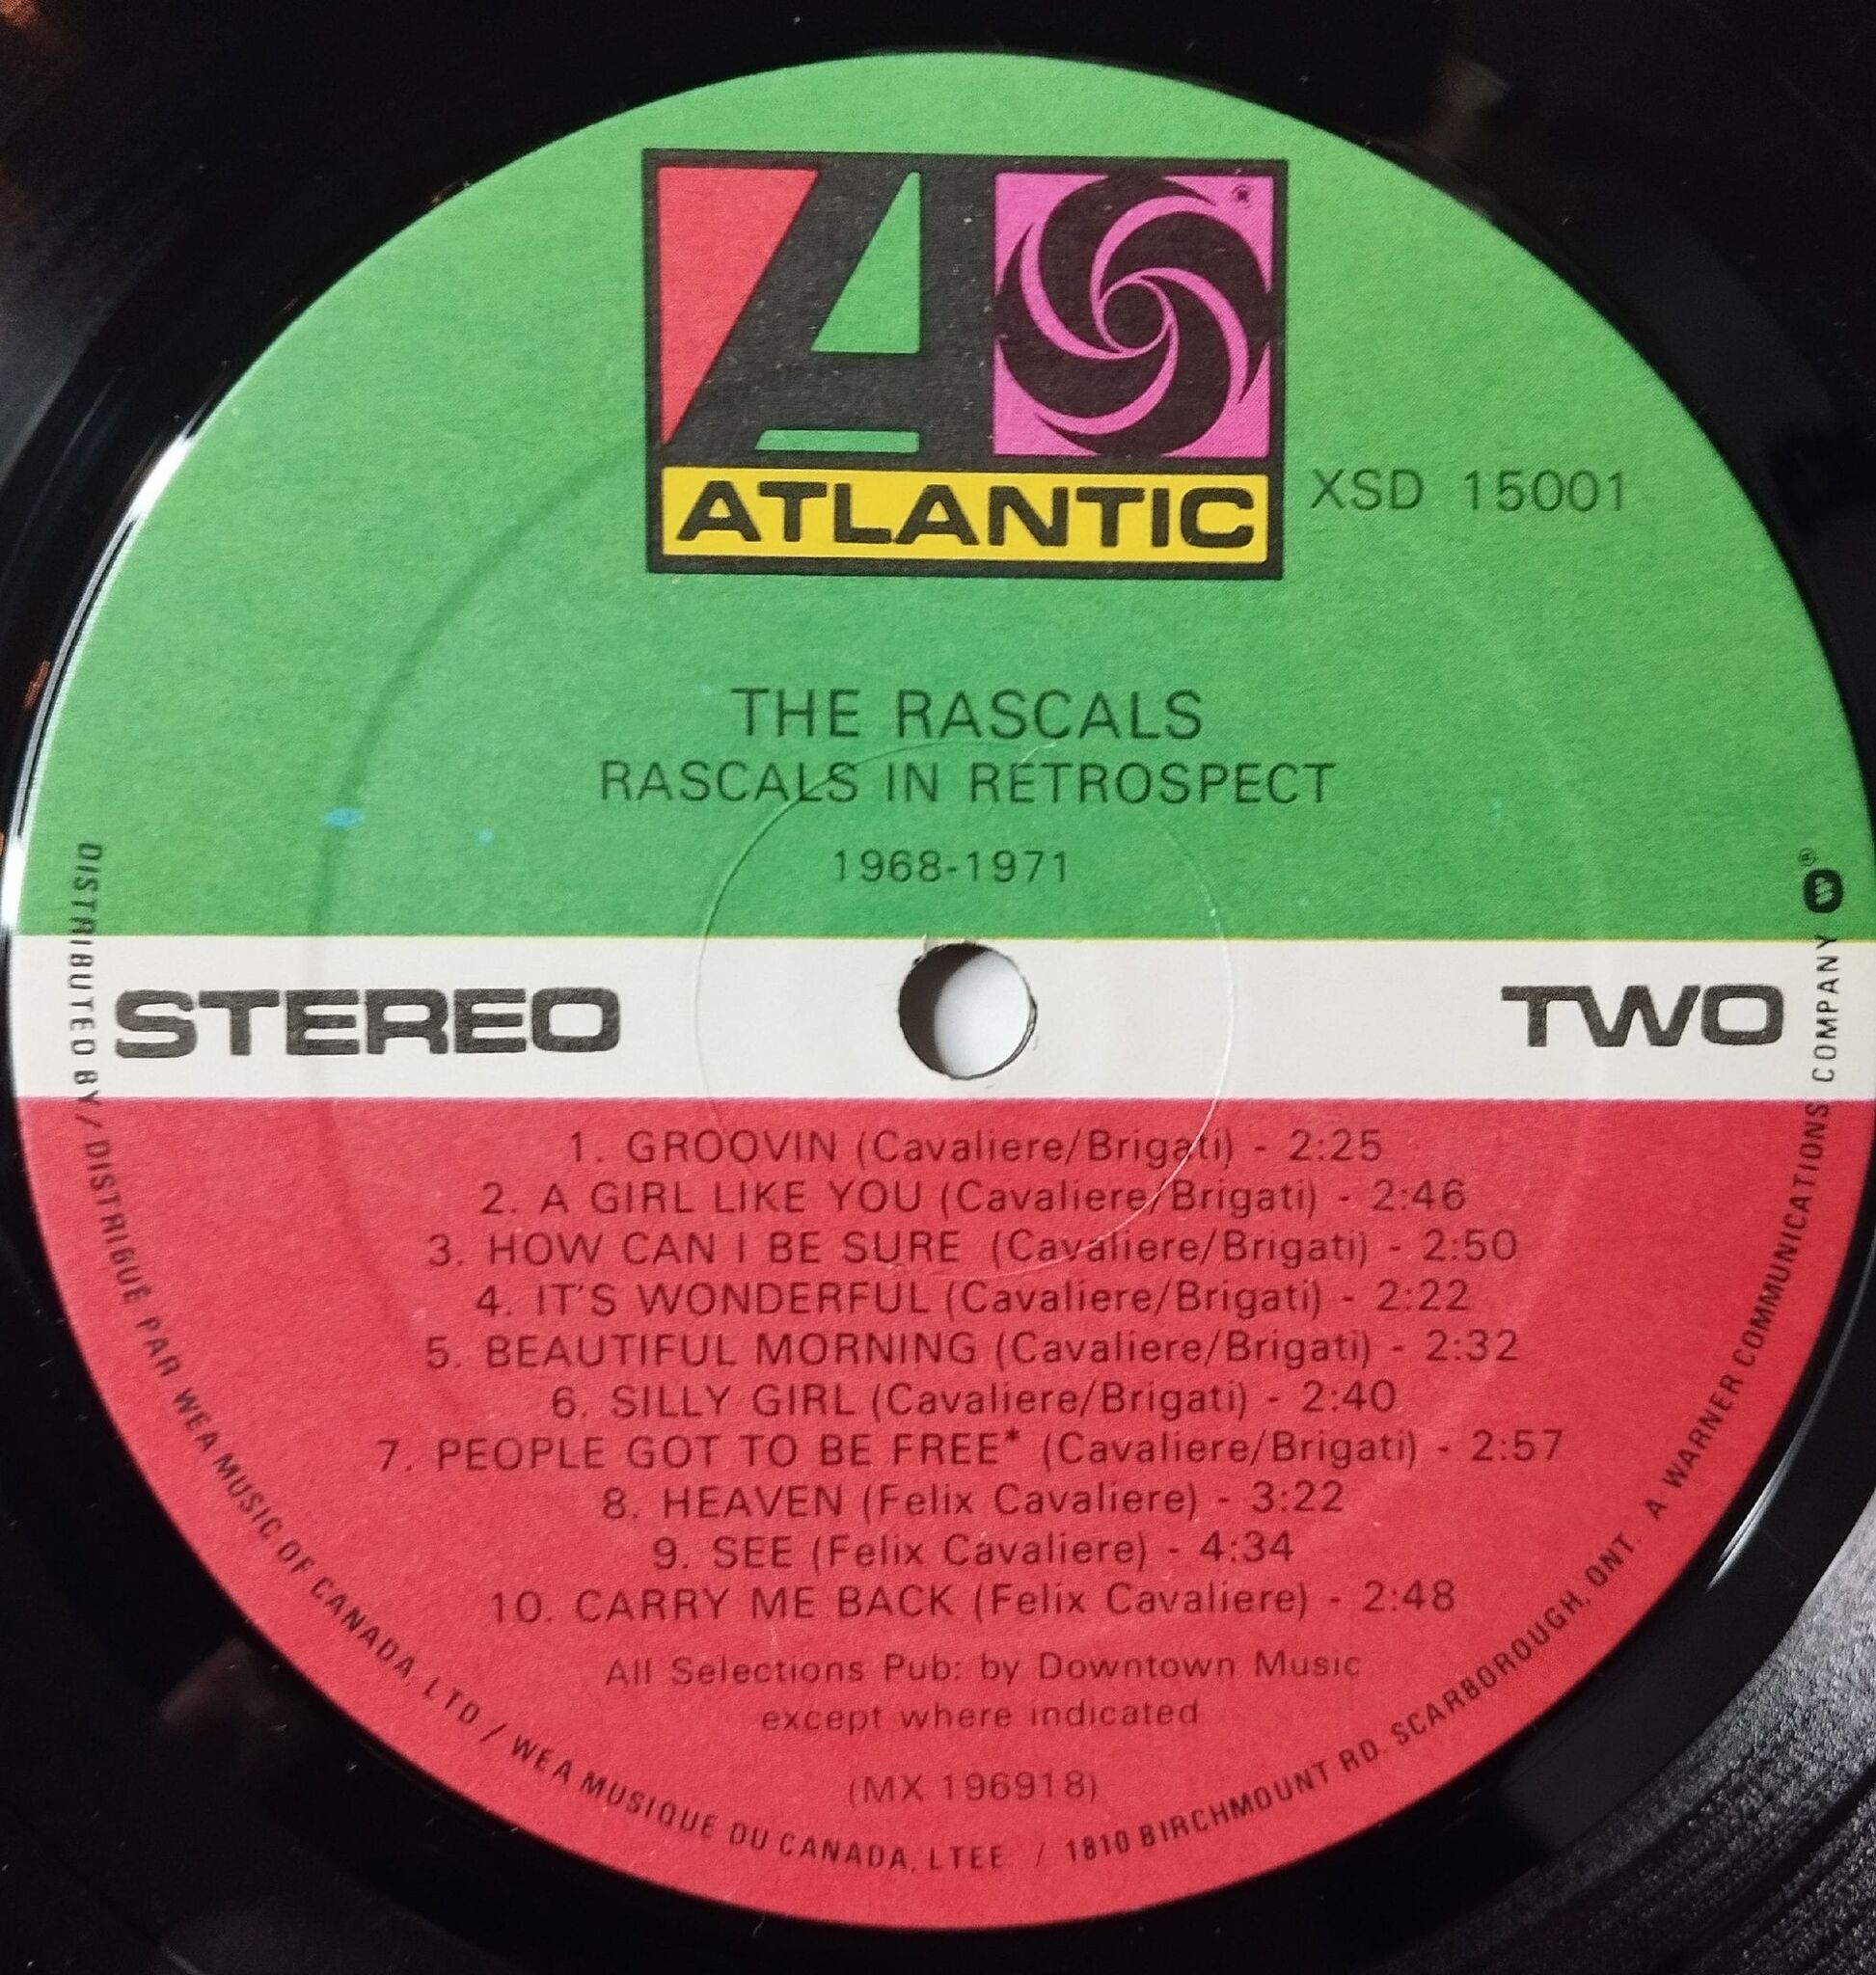 ATLANTIC
XSD 15001
THE RASCALS
RASCALS IN RETROSPECT
1968-1971
STEREO
TWO
1. GROOVIN (Cavaliere/Brigati) - 2:25
2. A GIRL LIKE YOU (Cavaliere/Brigati) - 2:46
3. HOW CAN I BE SURE (Cavaliere/Brigati) - 2:50
4. IT'S WONDERFUL (Cavaliere/Brigati) - 2:22
5. BEAUTIFUL MORNING (Cavaliere/Brigati) - 2:32
6. SILLY GIRL (Cavaliere/Brigati) - 2:40
7. PEOPLE GOT TO BE FREE* (Cavaliere/Brigati) - 2:57
8. HEAVEN (Felix Cavaliere) - 3:22
9. SEE (Felix Cavaliere) - 4:34
10. CARRY ME BACK (Felix Cavaliere) - 2:48
All Selections Pub: by Downtown Music
except where indicated
(MX 196918)
DISTRIBUTED BY / DISTRIBUÉ PAR WEA MUSIC OF CANADA, LTD / WEA MUSIQUE DU CANADA, LTEE / 1810 BIRCHMOUNT RD. SCARBOROUGH, ONT. A WARNER COMMUNICATIONS COMPANY W®